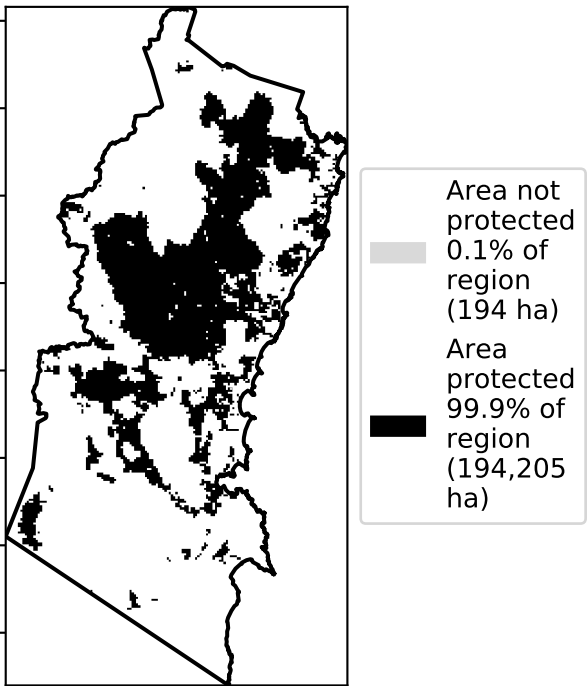 Area not
protected
0.1% of
region
(194 ha)
Area
protected
99.9% of
region
(194,205
ha)